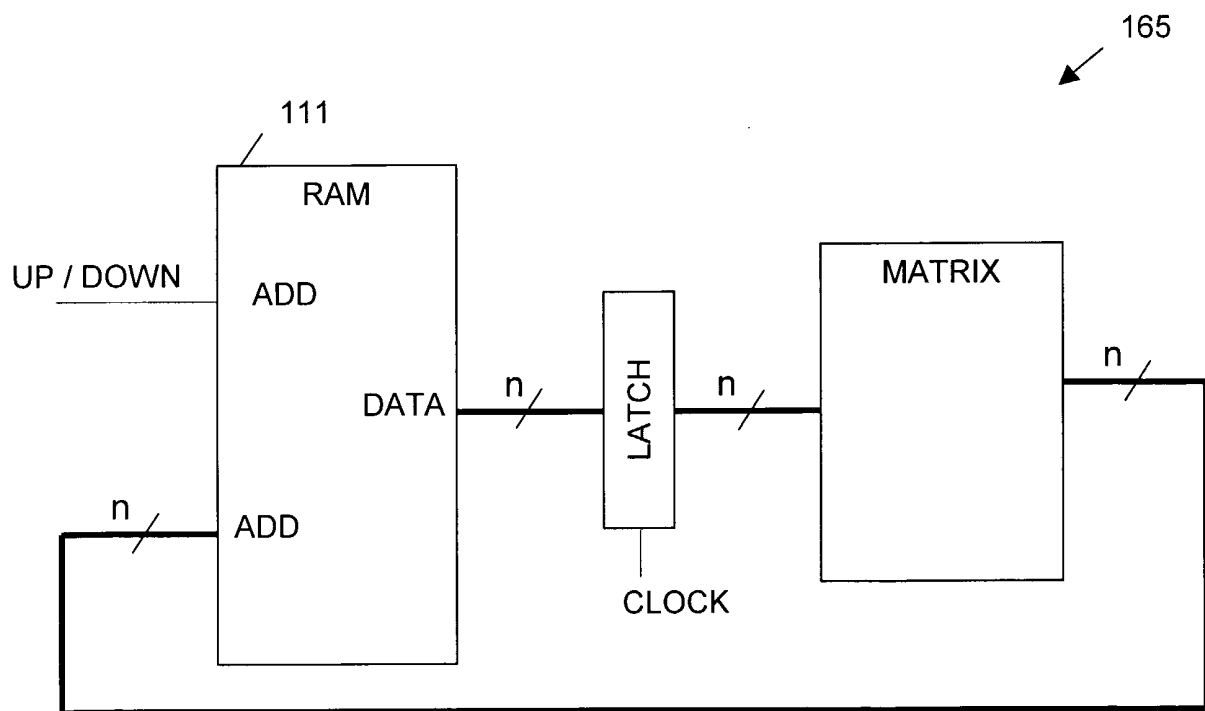 165
111
RAM
UP / DOWN
ADD
MATRIX
DATA
n
LATCH
n
n
n
ADD
CLOCK